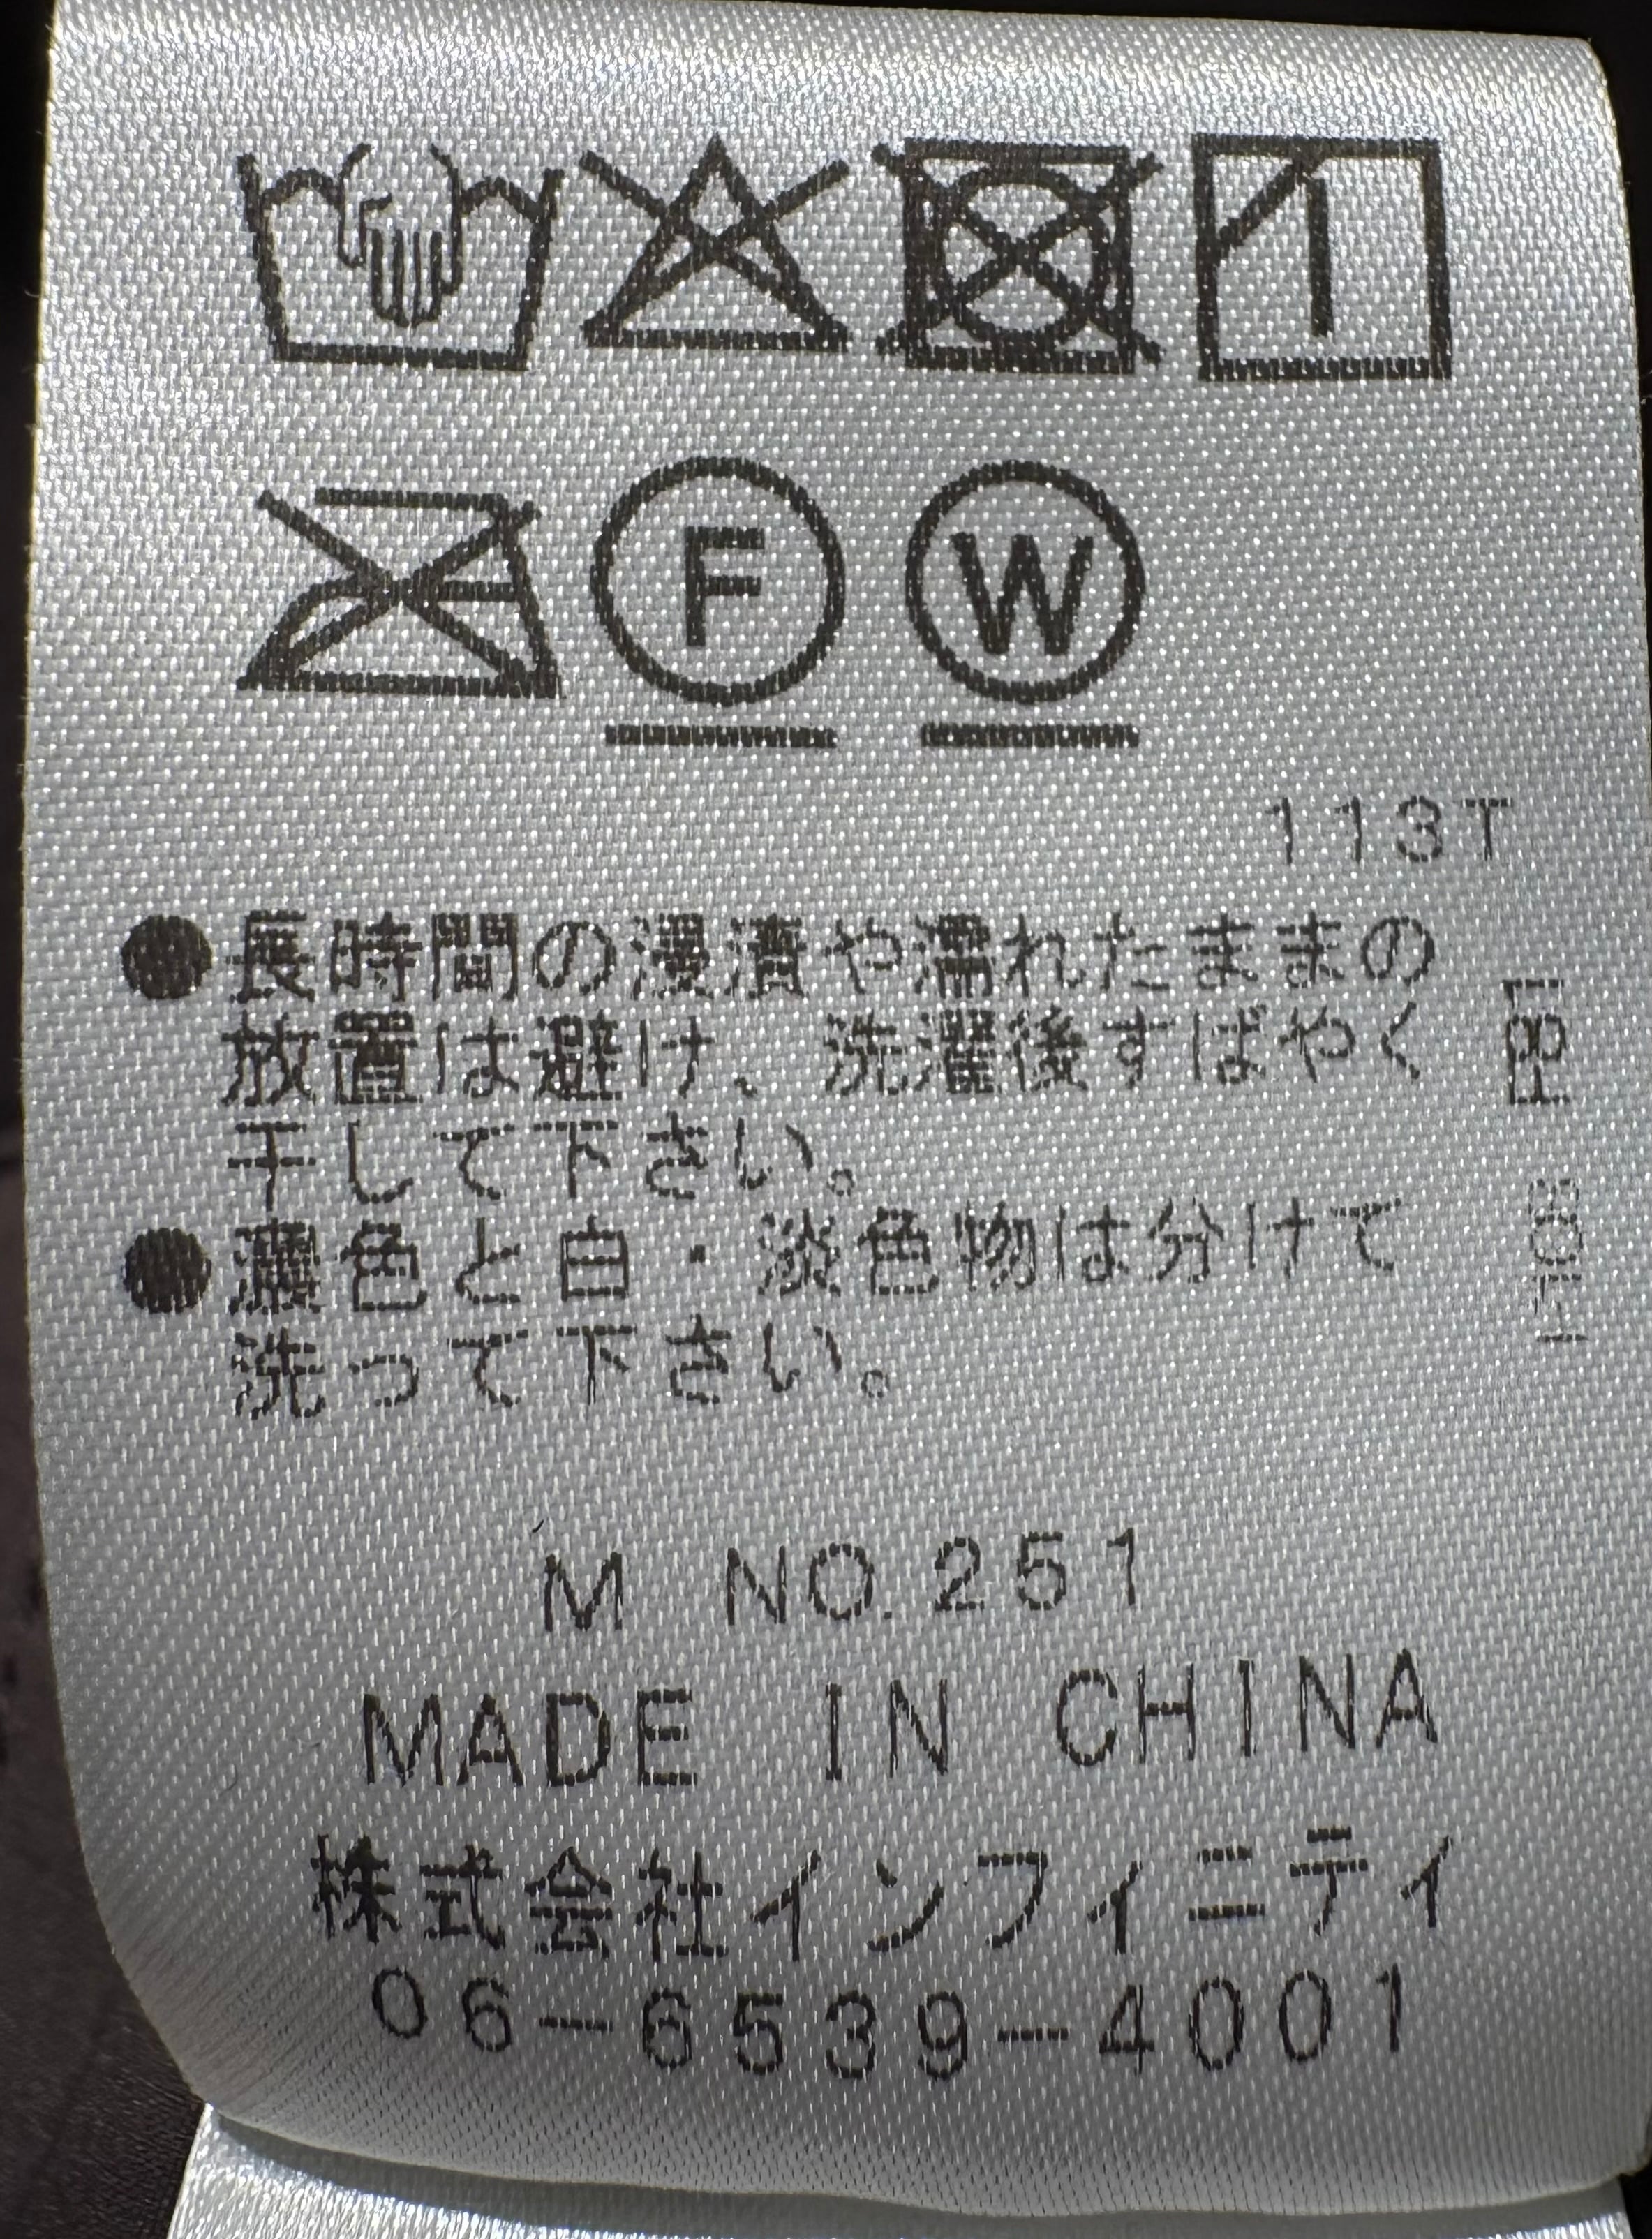 F W
113T
●長時間の浸漬や濡れたままの
放置は避け、洗濯後すばやく
干して下さい。
●濃色と白・淡色物は分けて
洗って下さい。
M NO.251
MADE IN CHINA
株式会社インフィニティ
06-6539-4001